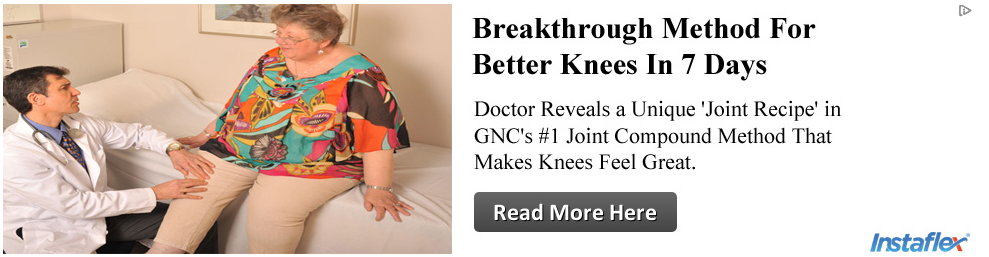 Breakthrough Method For
Better Knees In 7 Days
Doctor Reveals a Unique 'Joint Recipe' in
GNC's #1 Joint Compound Method That
Makes Knees Feel Great.
Read More Here
Instaflex